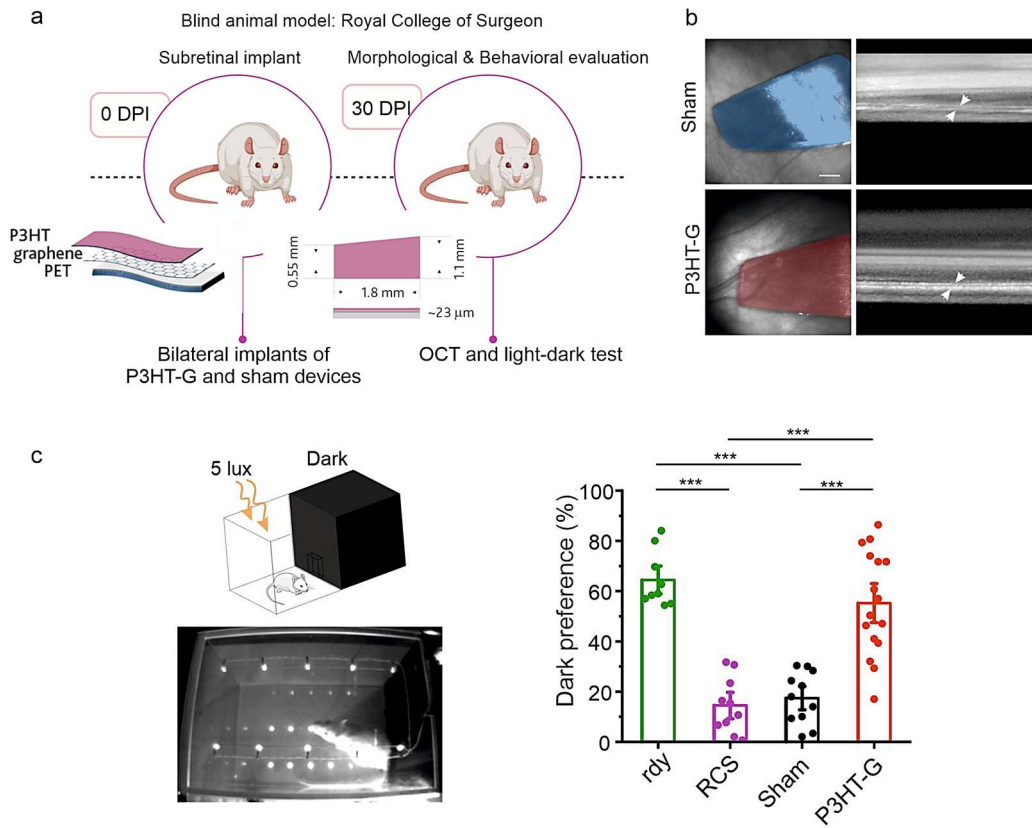 a
Blind animal model: Royal College of Surgeon
Subretinal implant
Morphological & Behavioral evaluation
0 DPI
30 DPI
P3HT
graphene
PET
0.55 mm
1.1 mm
1.8 mm
~23 µm
Bilateral implants of
P3HT-G and sham devices
OCT and light-dark test
b
Sham
P3HT-G
c
5 lux
Dark
***
***
***
***
Dark preference (%)
100
80
60
40
20
0
rdy
RCS
Sham
P3HT-G